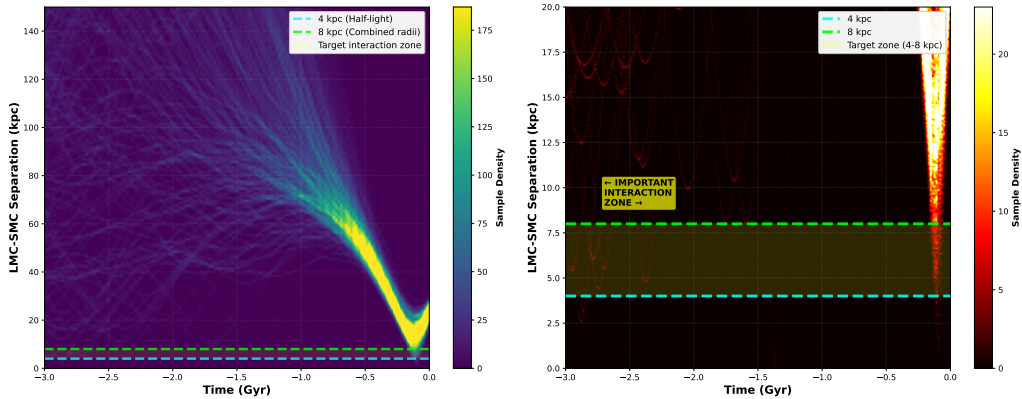 140
120
100
80
60
40
20
0
LMC-SMC Separation (kpc)
−3.0 −2.5 −2.0 −1.5 −1.0 −0.5 0.0
Time (Gyr)
4 kpc (Half-light)
8 kpc (Combined radii)
Target interaction zone
175
150
125
100
75
50
25
0
Sample Density
20.0
17.5
15.0
12.5
10.0
7.5
5.0
2.5
0.0
LMC-SMC Separation (kpc)
−3.0 −2.5 −2.0 −1.5 −1.0 −0.5 0.0
Time (Gyr)
4 kpc
8 kpc
Target zone (4-8 kpc)
← IMPORTANT
INTERACTION
ZONE →
20
15
10
5
0
Sample Density